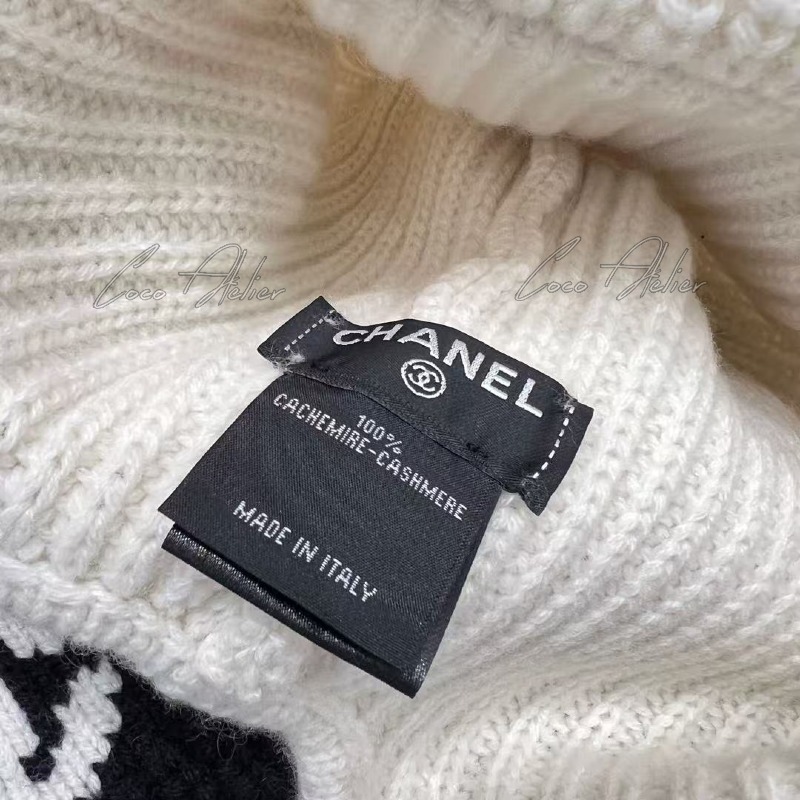 Coco Atelier Coco Atelier
CHANEL
100%
CACHEMIRE-CASHMERE
MADE IN ITALY